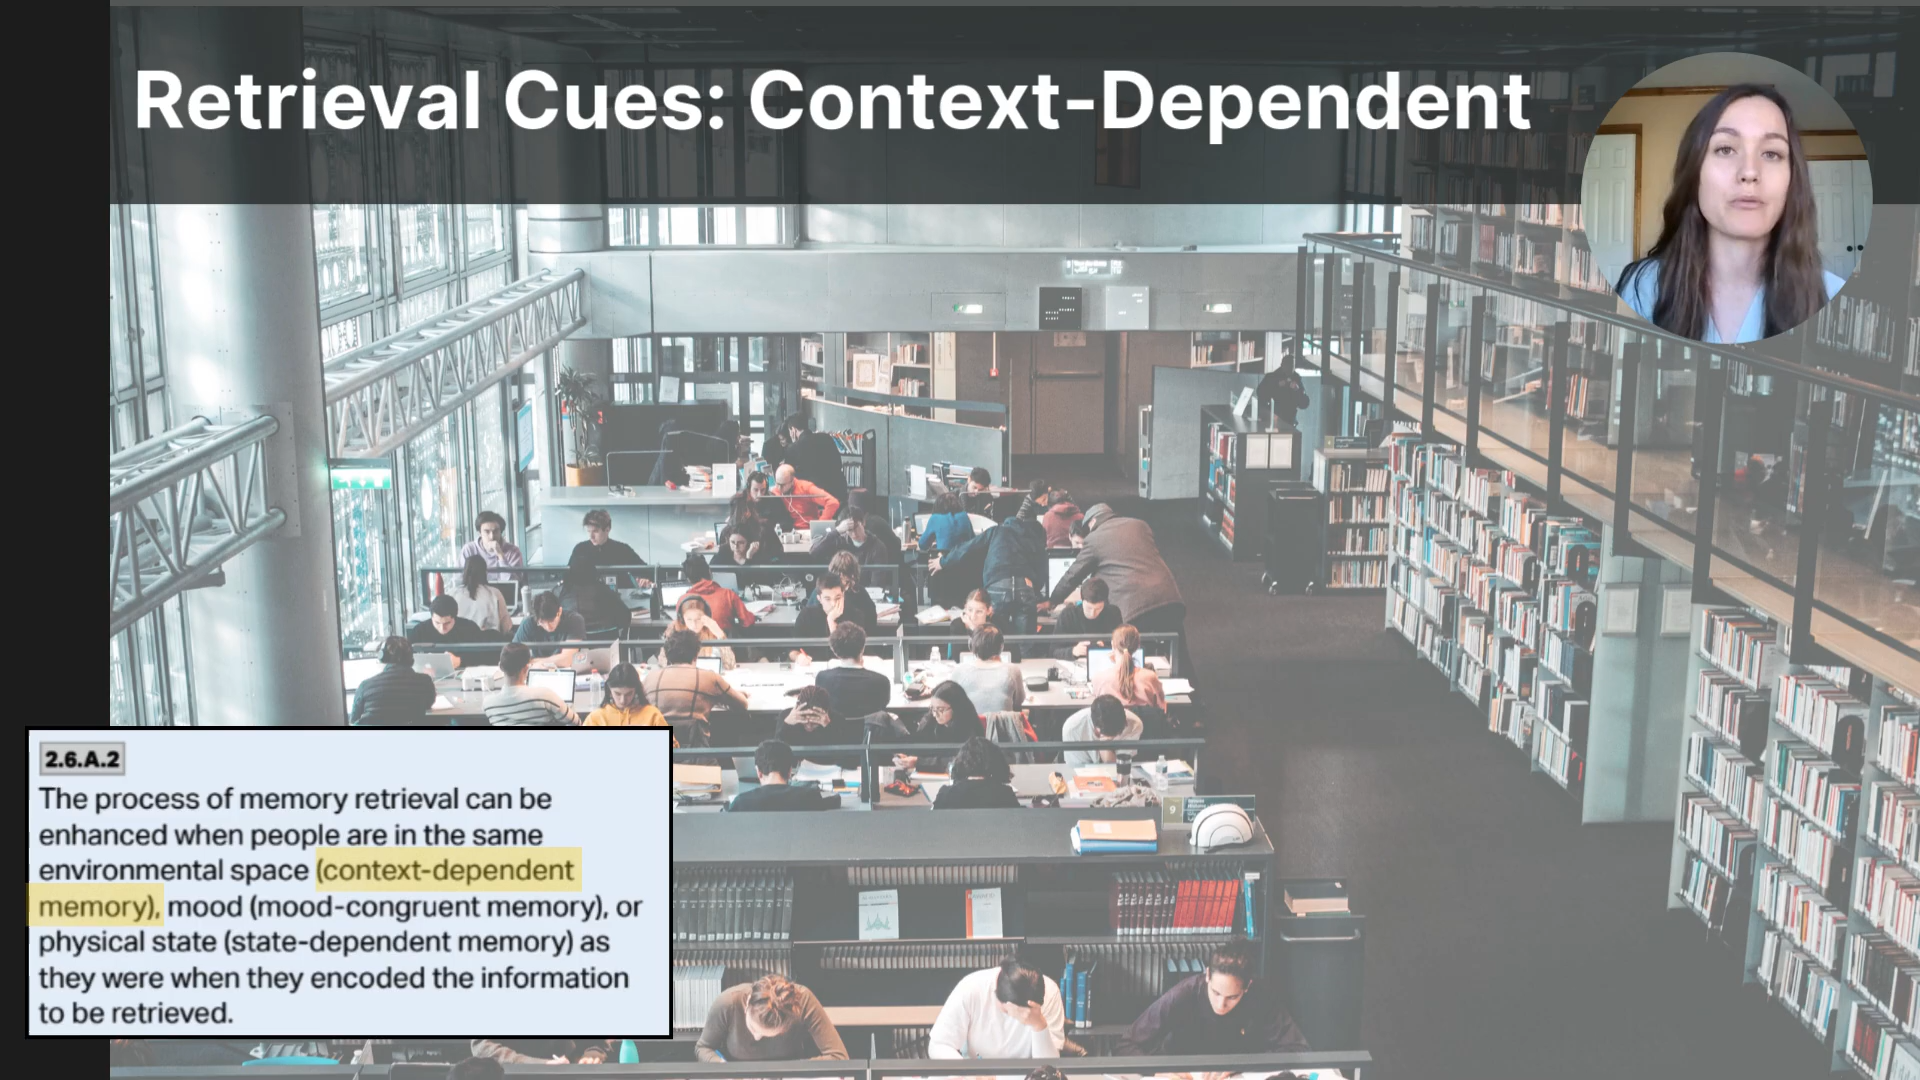 Retrieval Cues: Context-Dependent
2.6.A.2
The process of memory retrieval can be
enhanced when people are in the same
environmental space (context-dependent
memory), mood (mood-congruent memory), or
physical state (state-dependent memory) as
they were when they encoded the information
to be retrieved.
9